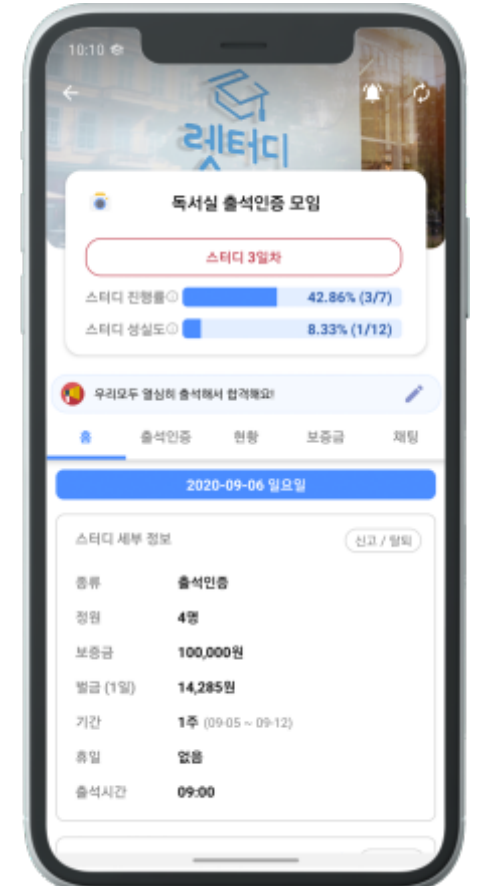 10:10
렛터디
독서실 출석인증 모임
스터디 3일차
스터디 진행률 42.86% (3/7)
스터디 성실도 8.33% (1/12)
우리모두 열심히 출석해서 합격해요!
홈 출석인증 현황 보증금 채팅
2020-09-06 일요일
스터디 세부 정보 신고 / 탈퇴
종류 출석인증
정원 4명
보증금 100,000원
벌금 (1일) 14,285원
기간 1주 (09-05 ~ 09-12)
휴일 없음
출석시간 09:00